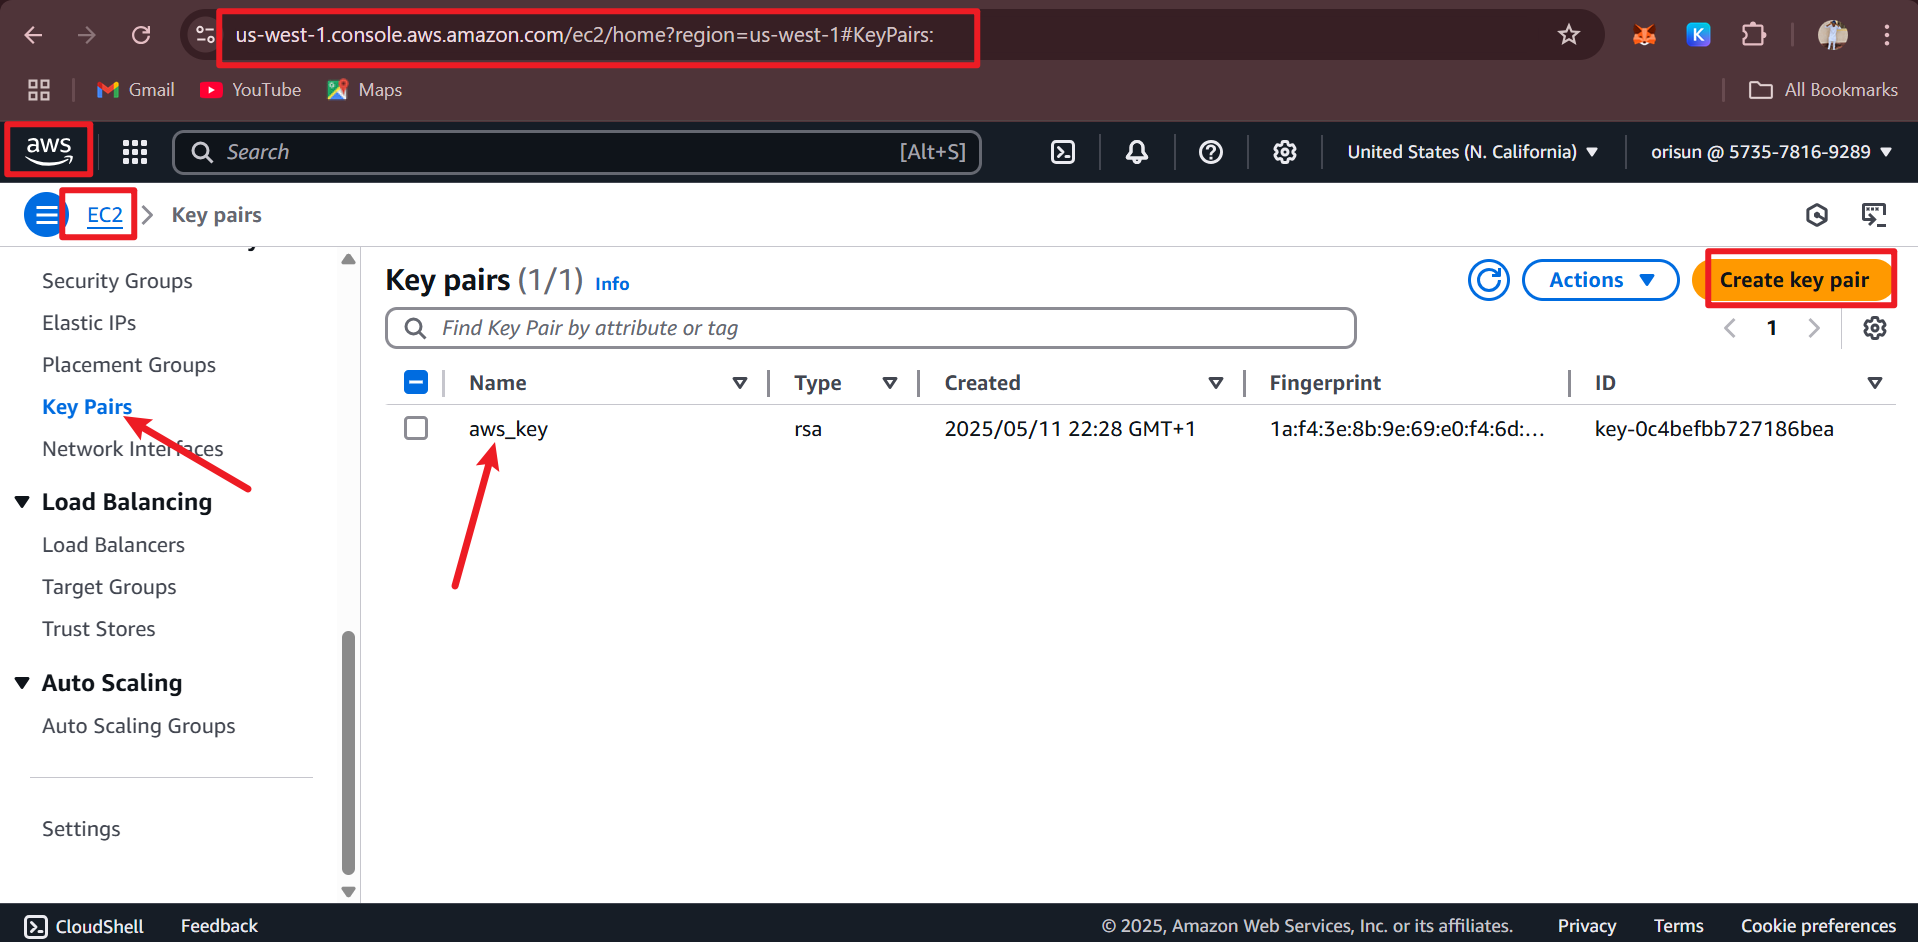 us-west-1.console.aws.amazon.com/ec2/home?region=us-west-1#KeyPairs:
Gmail
YouTube
Maps
All Bookmarks
aws
Search
[Alt+S]
United States (N. California)
orisun @ 5735-7816-9289
EC2
Key pairs
Security Groups
Elastic IPs
Placement Groups
Key Pairs
Network Interfaces
Load Balancing
Load Balancers
Target Groups
Trust Stores
Auto Scaling
Auto Scaling Groups
Settings
Key pairs (1/1) Info
Actions
Create key pair
Find Key Pair by attribute or tag
1
Name Type Created Fingerprint ID
aws_key rsa 2025/05/11 22:28 GMT+1 1a:f4:3e:8b:9e:69:e0:f4:6d:... key-0c4befbb727186bea
CloudShell
Feedback
© 2025, Amazon Web Services, Inc. or its affiliates.
Privacy
Terms
Cookie preferences